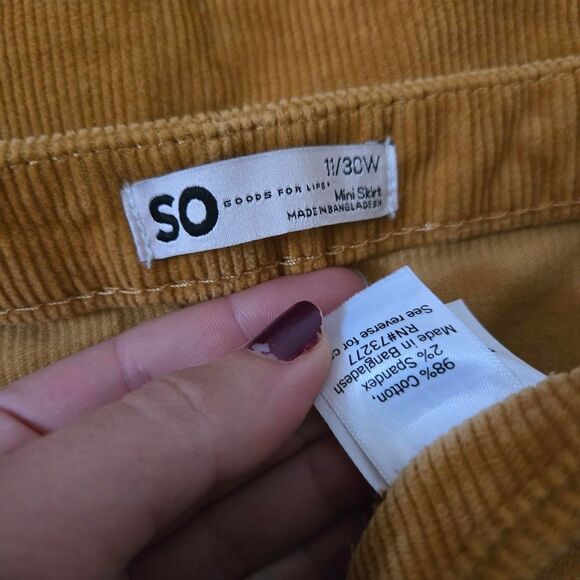 11/30W
SO GOODS FOR LIFE®
Mini Skirt
MADE IN BANGLADESH
98% Cotton,
2% Spandex
Made in Bangladesh
RN#73277
See reverse for